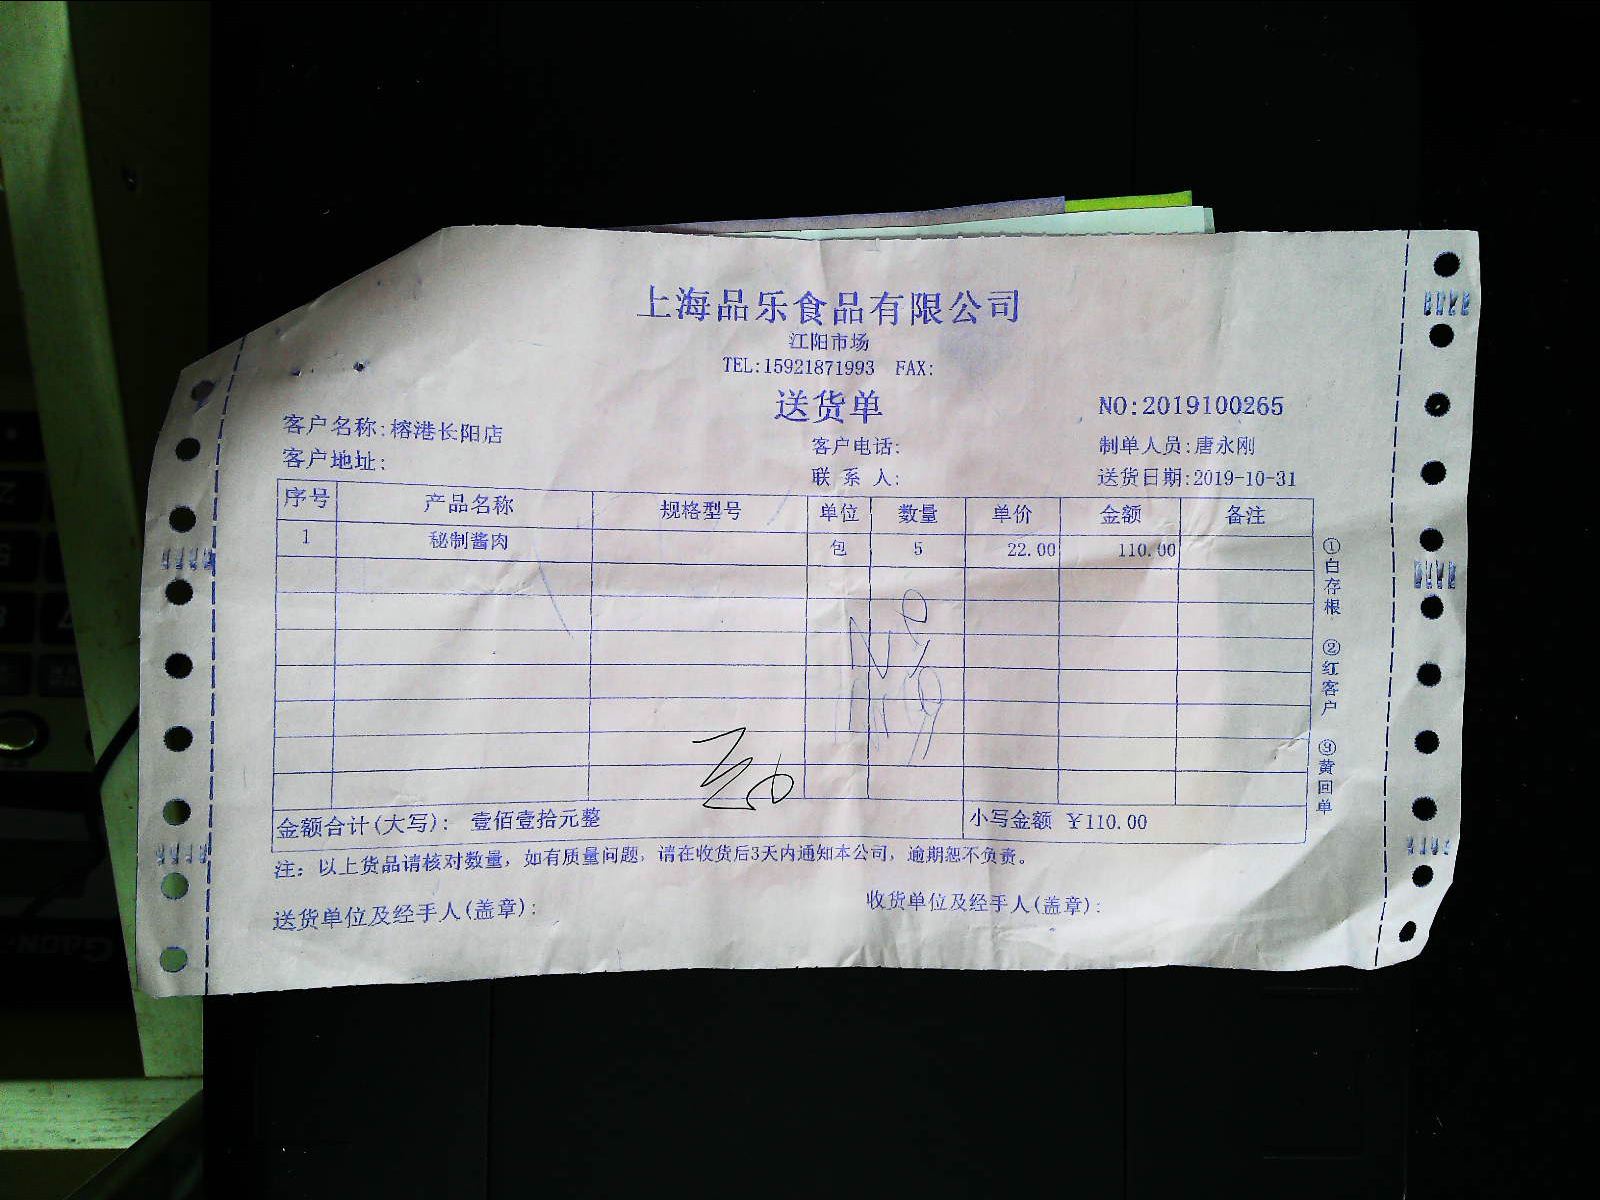 上海品乐食品有限公司
江阳市场
TEL:15921871993 FAX:
送货单
NO:2019100265
客户名称:榕港长阳店
客户电话:
制单人员:唐永刚
客户地址:
联 系 人:
送货日期:2019-10-31
序号 产品名称 规格型号 单位 数量 单价 金额 备注
1 秘制酱肉 包 5 22.00 110.00
金额合计(大写): 壹佰壹拾元整 小写金额 ￥110.00
注: 以上货品请核对数量, 如有质量问题, 请在收货后3天内通知本公司, 逾期恕不负责。
送货单位及经手人(盖章):
收货单位及经手人(盖章):
①白存根 ②红客户 ③黄回单